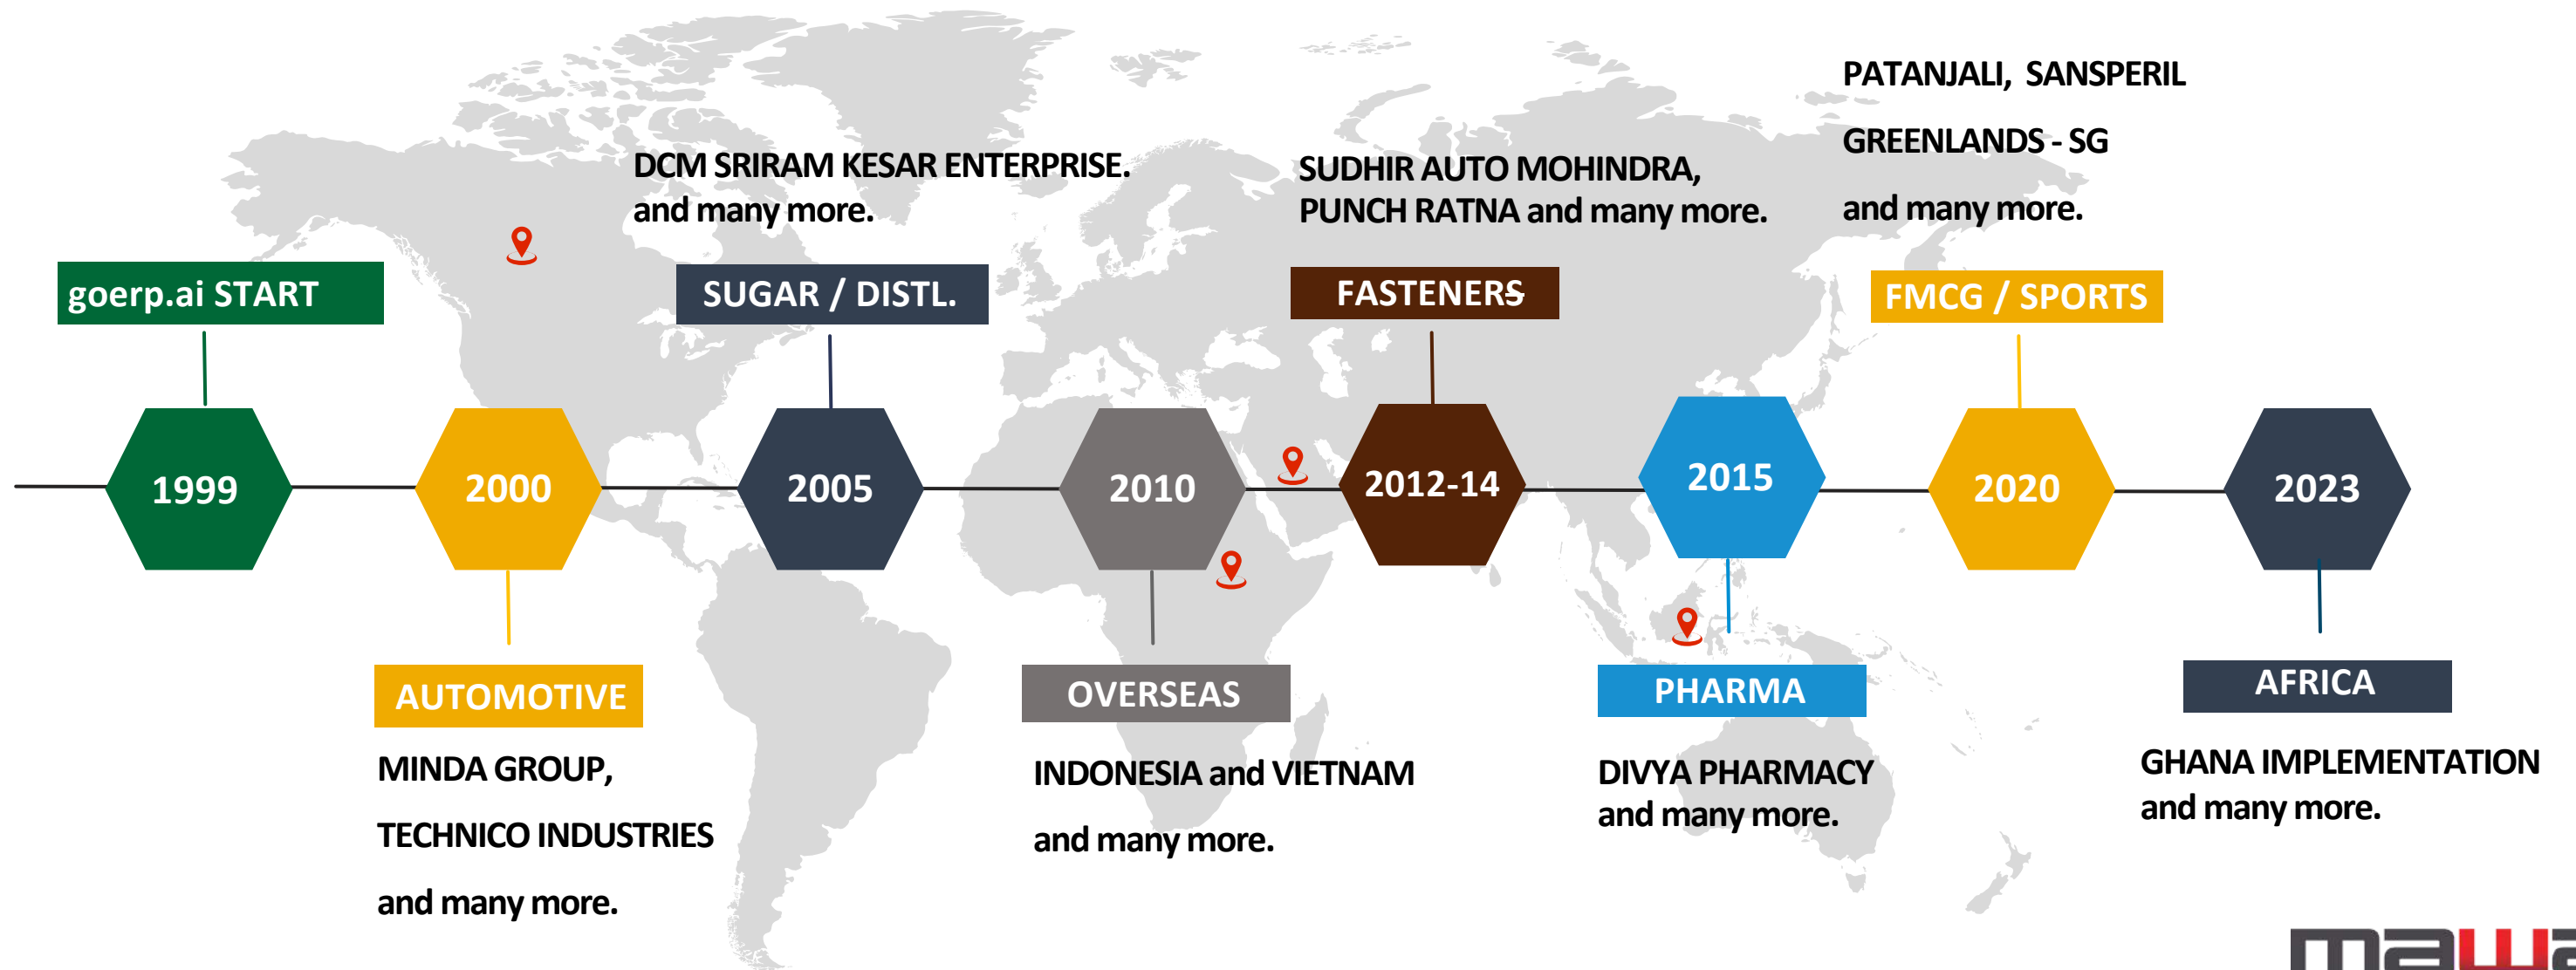 goerp.ai START
1999
2000
AUTOMOTIVE
MINDA GROUP,
TECHNICO INDUSTRIES
and many more.
DCM SRIRAM KESAR ENTERPRISE.
and many more.
SUGAR / DISTL.
2005
2010
OVERSEAS
INDONESIA and VIETNAM
and many more.
SUDHIR AUTO MOHINDRA,
PUNCH RATNA and many more.
FASTENERS
2012-14
2015
PHARMA
DIVYA PHARMACY
and many more.
PATANJALI, SANSPERIL
GREENLANDS - SG
and many more.
FMCG / SPORTS
2020
2023
AFRICA
GHANA IMPLEMENTATION
and many more.